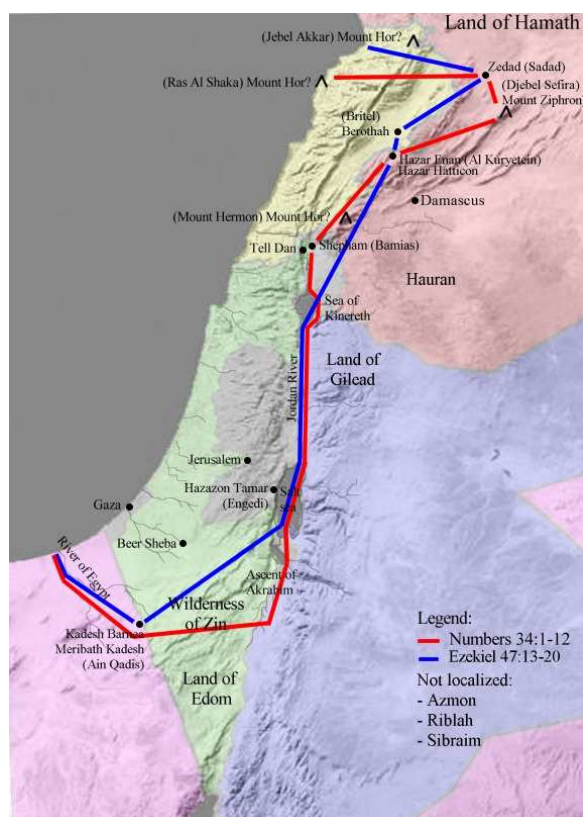 Land of Hamath
(Jebel Akkar) Mount Hor?
Zedad (Sadad)
(Ras Al Shaka) Mount Hor?
(Djebel Sefira)
Mount Ziphron
(Britel)
Berothah
Hazar Enan (Al Kuryetein)
Hazar Hatticon
Damascus
(Mount Hermon) Mount Hor?
Tell Dan
Shepham (Bamias)
Hauran
Sea of
Kinereth
Land of
Gilead
Jordan River
Jerusalem
Hazazon Tamar
(Engedi)
Salt
sea
Gaza
Beer Sheba
River of Egypt
Ascent of
Akrabim
Wilderness
of Zin
Kadesh Barnea
Meribath Kadesh
(Ain Qadis)
Land of
Edom
Legend:
Numbers 34:1-12
Ezekiel 47:13-20
Not localized:
- Azmon
- Riblah
- Sibraim